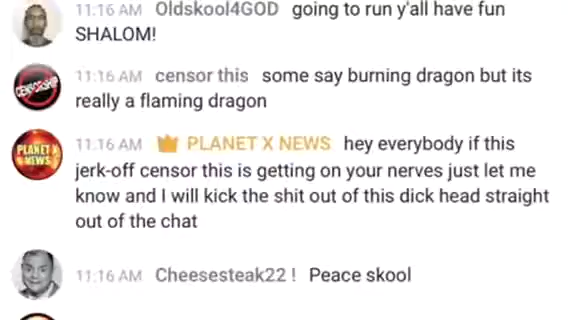 11:16 AM Oldskool4GOD going to run y'all have fun
SHALOM!
CENSORSHIP
11:16 AM censor this some say burning dragon but its
really a flaming dragon
PLANET X
NEWS
11:16 AM PLANET X NEWS hey everybody if this
jerk-off censor this is getting on your nerves just let me
know and I will kick the shit out of this dick head straight
out of the chat
11:16 AM Cheesesteak22 ! Peace skool